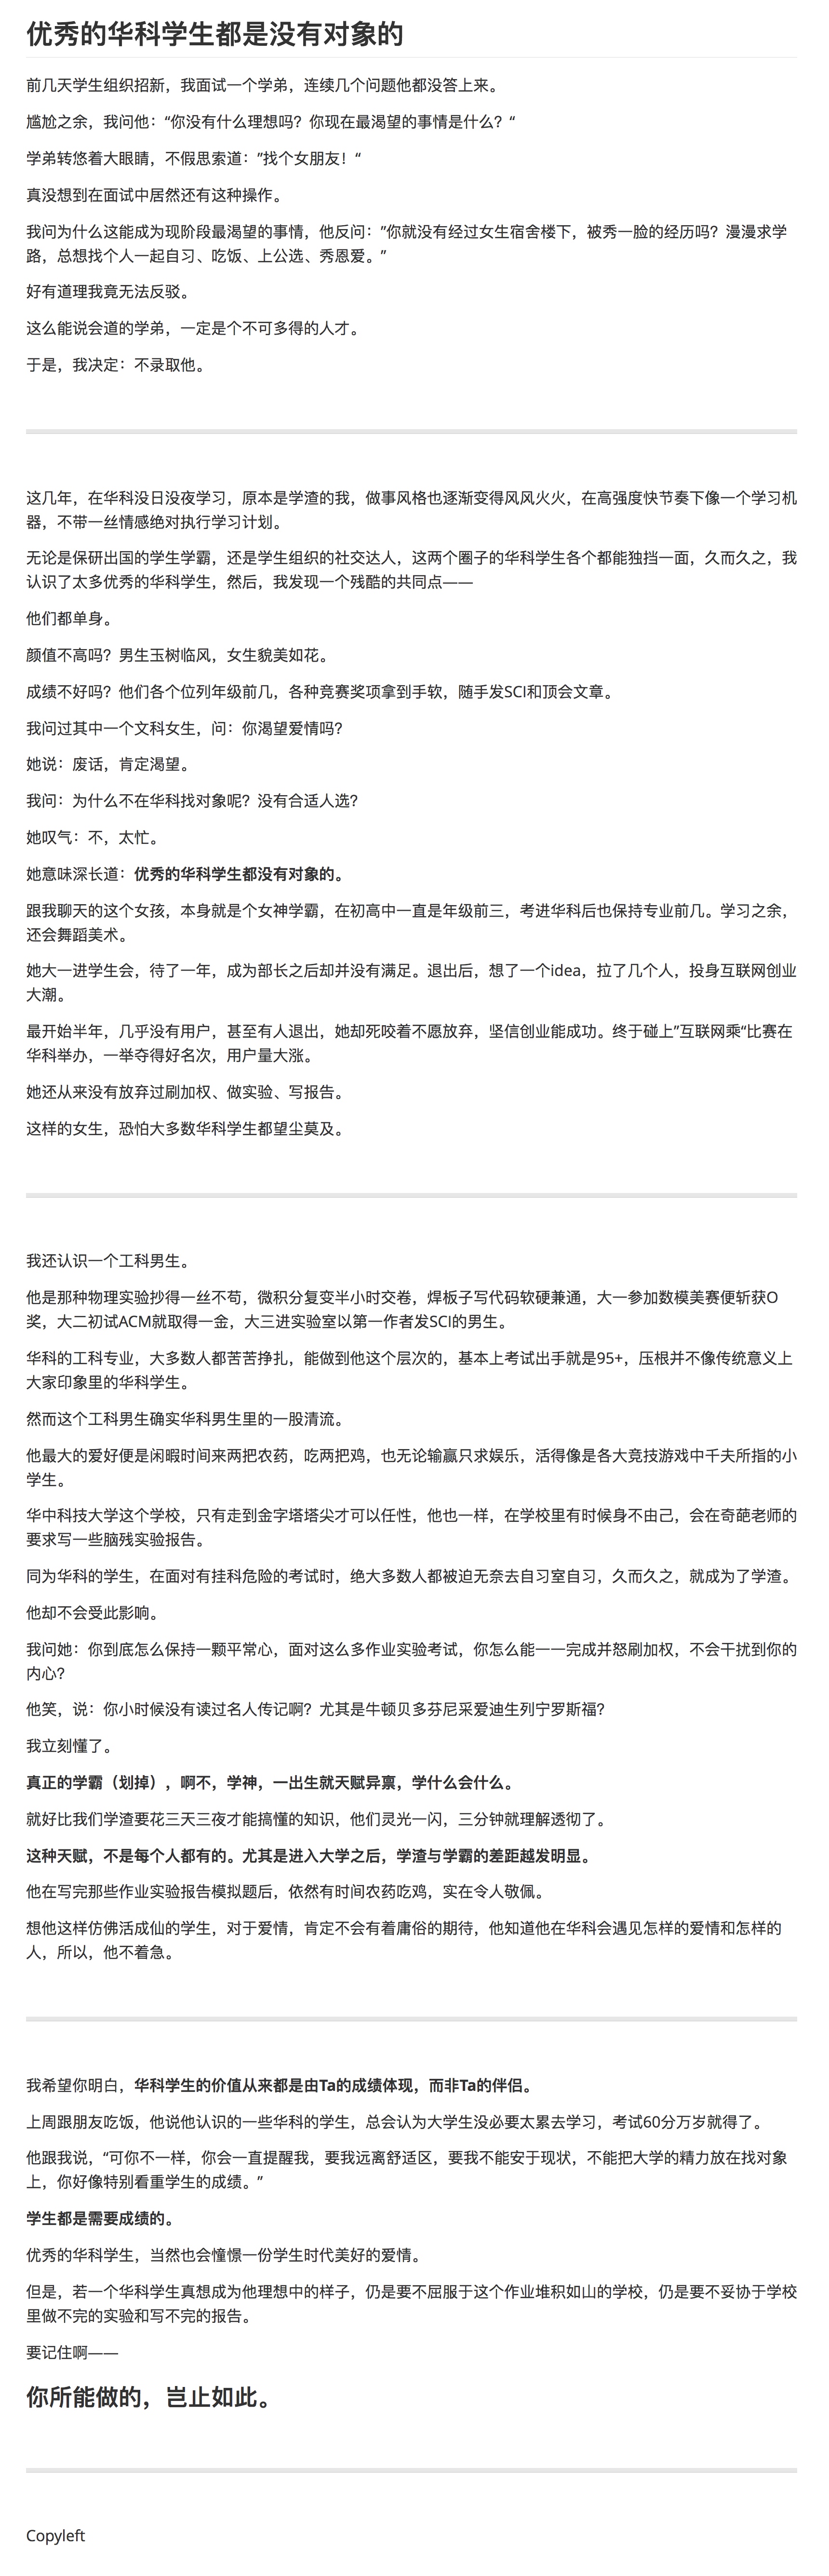 优秀的华科学生都是没有对象的
前几天学生组织招新，我面试一个学弟，连续几个问题他都没答上来。
尴尬之余，我问他：“你没有什么理想吗？你现在最渴望的事情是什么？“
学弟转悠着大眼睛，不假思索道：”找个女朋友！“
真没想到在面试中居然还有这种操作。
我问为什么这能成为现阶段最渴望的事情，他反问：”你就没有经过女生宿舍楼下，被秀一脸的经历吗？漫漫求学
路，总想找个人一起自习、吃饭、上公选、秀恩爱。”
好有道理我竟无法反驳。
这么能说会道的学弟，一定是个不可多得的人才。
于是，我决定：不录取他。
这几年，在华科没日没夜学习，原本是学渣的我，做事风格也逐渐变得风风火火，在高强度快节奏下像一个学习机
器，不带一丝情感绝对执行学习计划。
无论是保研出国的学生学霸，还是学生组织的社交达人，这两个圈子的华科学生各个都能独挡一面，久而久之，我
认识了太多优秀的华科学生，然后，我发现一个残酷的共同点——
他们都单身。
颜值不高吗？男生玉树临风，女生貌美如花。
成绩不好吗？他们各个位列年级前几，各种竞赛奖项拿到手软，随手发SCI和顶会文章。
我问过其中一个文科女生，问：你渴望爱情吗？
她说：废话，肯定渴望。
我问：为什么不在华科找对象呢？没有合适人选？
她叹气：不，太忙。
她意味深长道：优秀的华科学生都没有对象的。
跟我聊天的这个女孩，本身就是个女神学霸，在初高中一直是年级前三，考进华科后也保持专业前几。学习之余，
还会舞蹈美术。
她大一进学生会，待了一年，成为部长之后却并没有满足。退出后，想了一个idea，拉了几个人，投身互联网创业
大潮。
最开始半年，几乎没有用户，甚至有人退出，她却死咬着不愿放弃，坚信创业能成功。终于碰上”互联网乘“比赛在
华科举办，一举夺得好名次，用户量大涨。
她还从来没有放弃过刷加权、做实验、写报告。
这样的女生，恐怕大多数华科学生都望尘莫及。
我还认识一个工科男生。
他是那种物理实验抄得一丝不苟，微积分复变半小时交卷，焊板子写代码软硬兼通，大一参加数模美赛便斩获O
奖，大二初试ACM就取得一金，大三进实验室以第一作者发SCI的男生。
华科的工科专业，大多数人都苦苦挣扎，能做到他这个层次的，基本上考试出手就是95+，压根并不像传统意义上
大家印象里的华科学生。
然而这个工科男生确实华科男生里的一股清流。
他最大的爱好便是闲暇时间来两把农药，吃两把鸡，也无论输赢只求娱乐，活得像是各大竞技游戏中千夫所指的小
学生。
华中科技大学这个学校，只有走到金字塔塔尖才可以任性，他也一样，在学校里有时候身不由己，会在奇葩老师的
要求写一些脑残实验报告。
同为华科的学生，在面对有挂科危险的考试时，绝大多数人都被迫无奈去自习室自习，久而久之，就成为了学渣。
他却不会受此影响。
我问她：你到底怎么保持一颗平常心，面对这么多作业实验考试，你怎么能一一完成并怒刷加权，不会干扰到你的
内心？
他笑，说：你小时候没有读过名人传记啊？尤其是牛顿贝多芬尼采爱迪生列宁罗斯福？
我立刻懂了。
真正的学霸（划掉），啊不，学神，一出生就天赋异禀，学什么会什么。
就好比我们学渣要花三天三夜才能搞懂的知识，他们灵光一闪，三分钟就理解透彻了。
这种天赋，不是每个人都有的。尤其是进入大学之后，学渣与学霸的差距越发明显。
他在写完那些作业实验报告模拟题后，依然有时间农药吃鸡，实在令人敬佩。
想他这样仿佛活成仙的学生，对于爱情，肯定不会有着庸俗的期待，他知道他在华科会遇见怎样的爱情和怎样的
人，所以，他不着急。
我希望你明白，华科学生的价值从来都是由Ta的成绩体现，而非Ta的伴侣。
上周跟朋友吃饭，他说他认识的一些华科的学生，总会认为大学生没必要太累去学习，考试60分万岁就得了。
他跟我说，“可你不一样，你会一直提醒我，要我远离舒适区，要我不能安于现状，不能把大学的精力放在找对象
上，你好像特别看重学生的成绩。”
学生都是需要成绩的。
优秀的华科学生，当然也会憧憬一份学生时代美好的爱情。
但是，若一个华科学生真想成为他理想中的样子，仍是要不屈服于这个作业堆积如山的学校，仍是要不妥协于学校
里做不完的实验和写不完的报告。
要记住啊——
你所能做的，岂止如此。
Copyleft